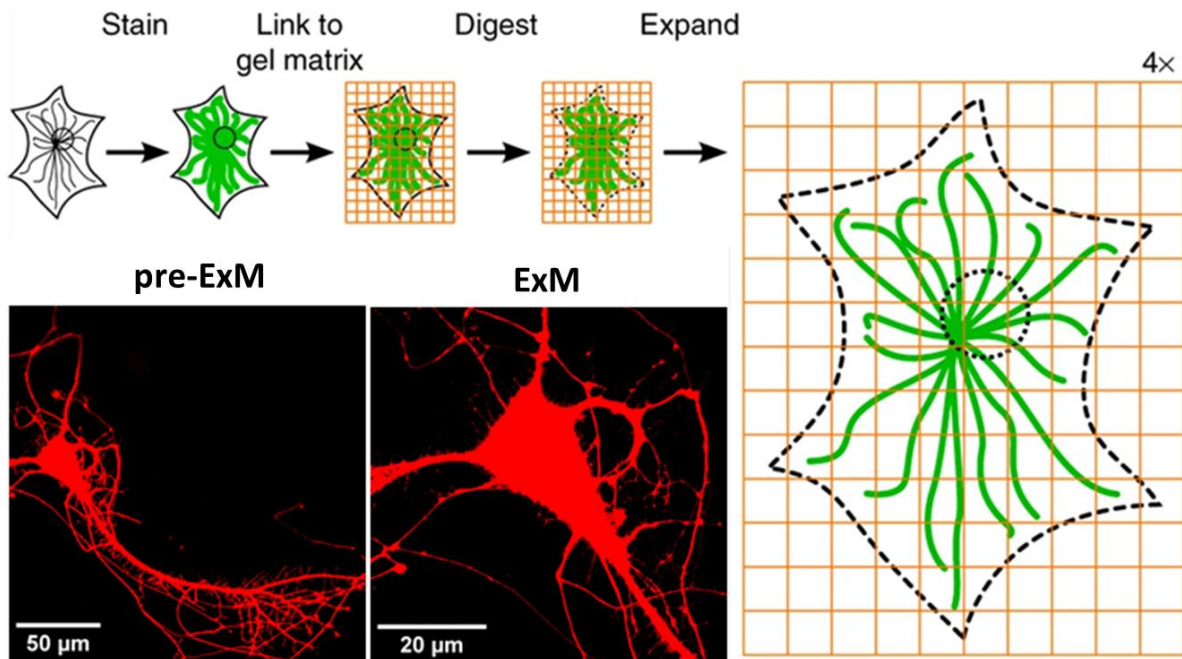 Stain
Link to
gel matrix
Digest
Expand
4×
pre-ExM
ExM
50 μm
20 μm